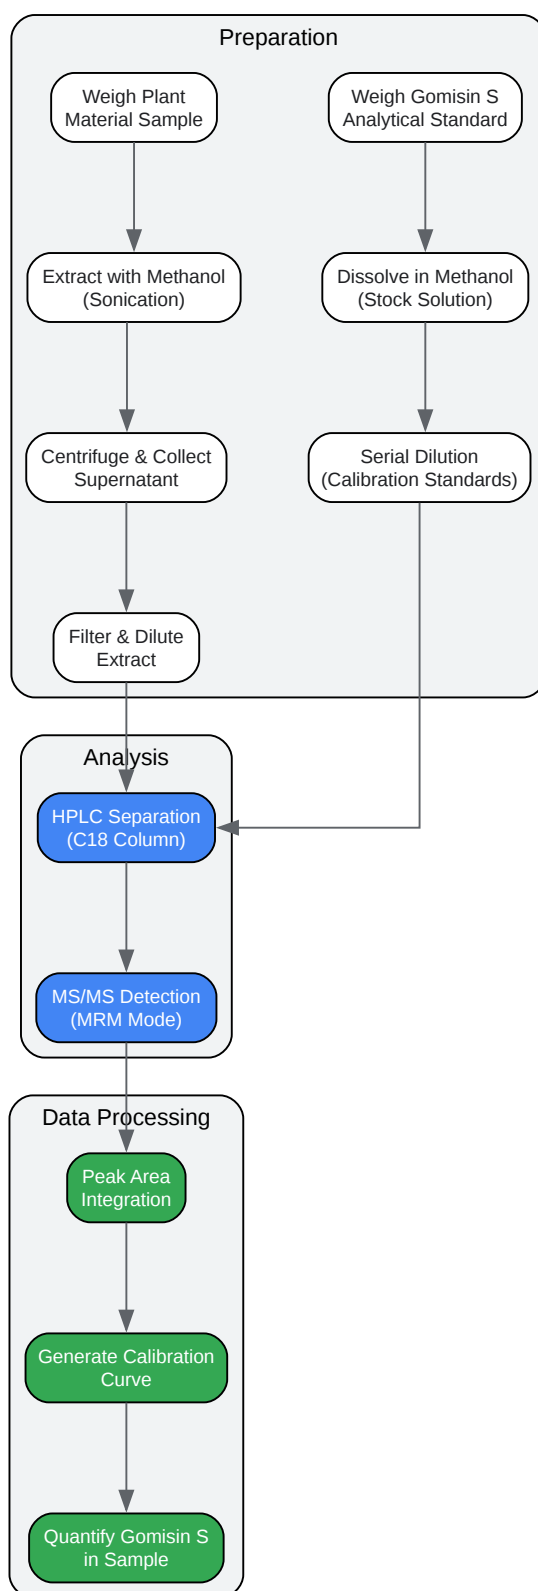 Preparation
Weigh Plant
Material Sample
Weigh Gomisin S
Analytical Standard
Extract with Methanol
(Sonication)
Dissolve in Methanol
(Stock Solution)
Centrifuge & Collect
Supernatant
Serial Dilution
(Calibration Standards)
Filter & Dilute
Extract
Analysis
HPLC Separation
(C18 Column)
MS/MS Detection
(MRM Mode)
Data Processing
Peak Area
Integration
Generate Calibration
Curve
Quantify Gomisin S
in Sample